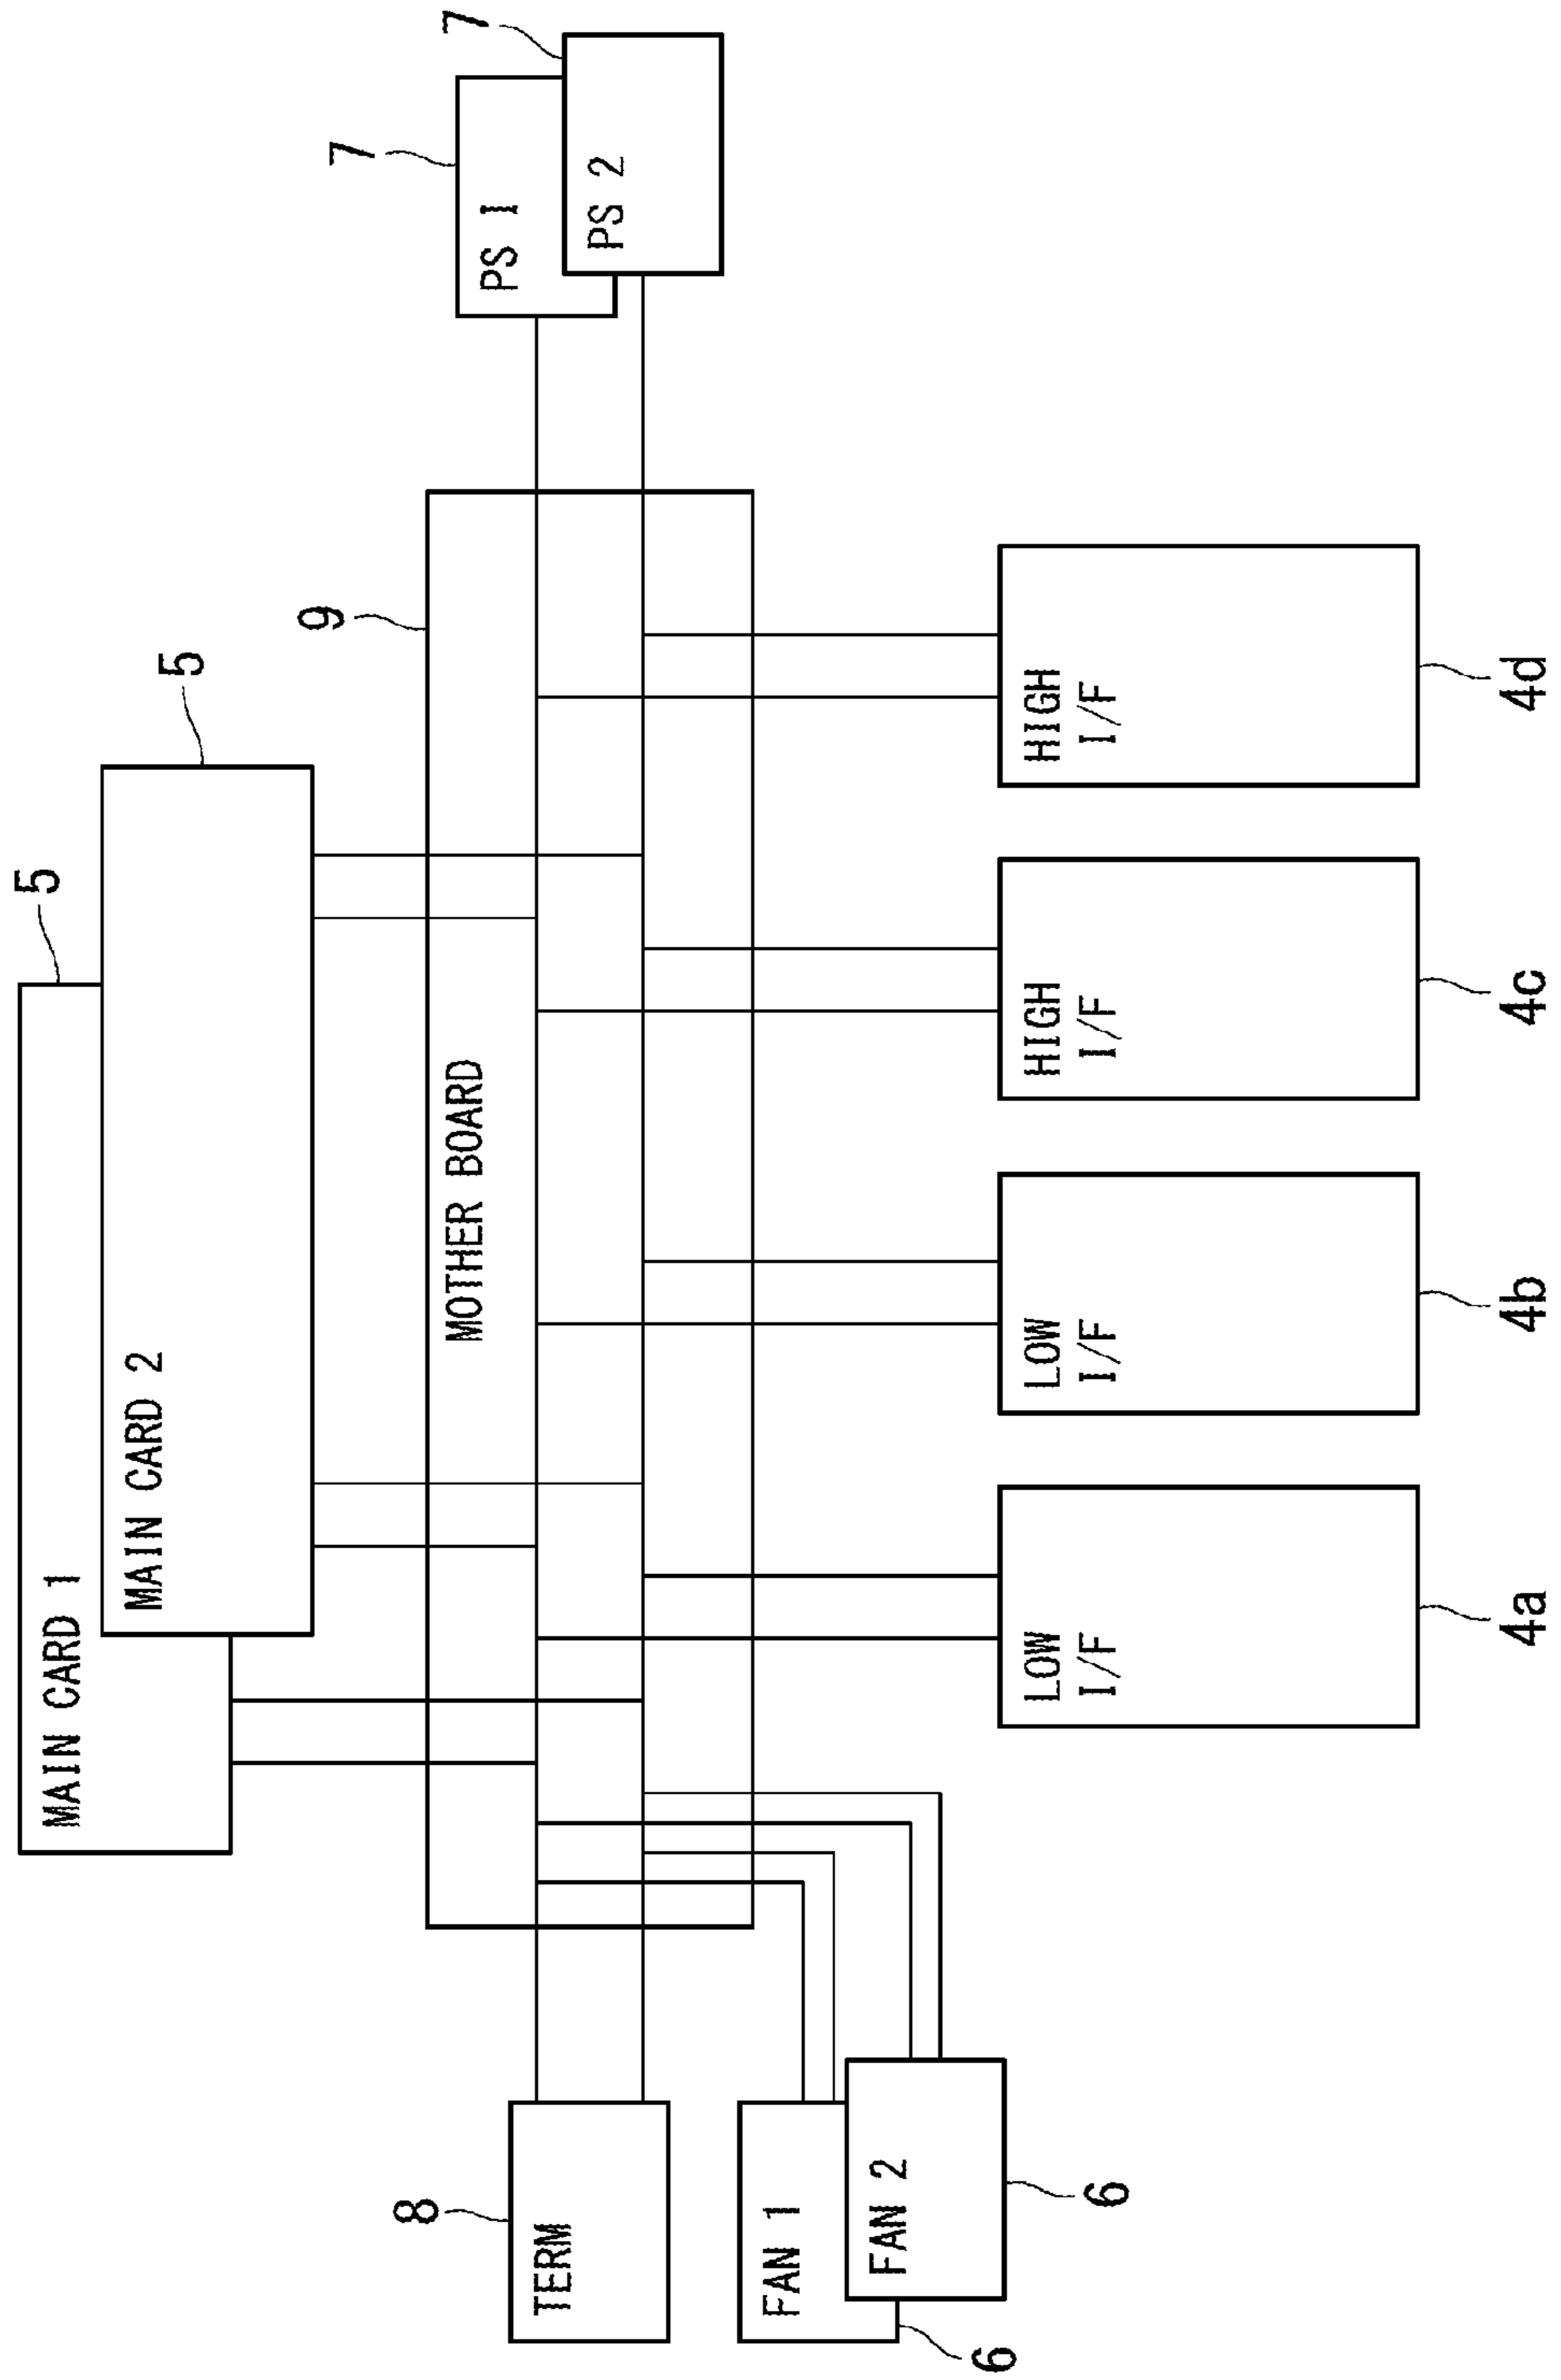 5
MAIN CARD 1
5
MAIN CARD 2
9
MOTHER BOARD
7
PS 1
7
PS 2
8
TERM
FAN 1
6
FAN 2
6
LOW
I/F
4a
LOW
I/F
4b
HIGH
I/F
4c
HIGH
I/F
4d